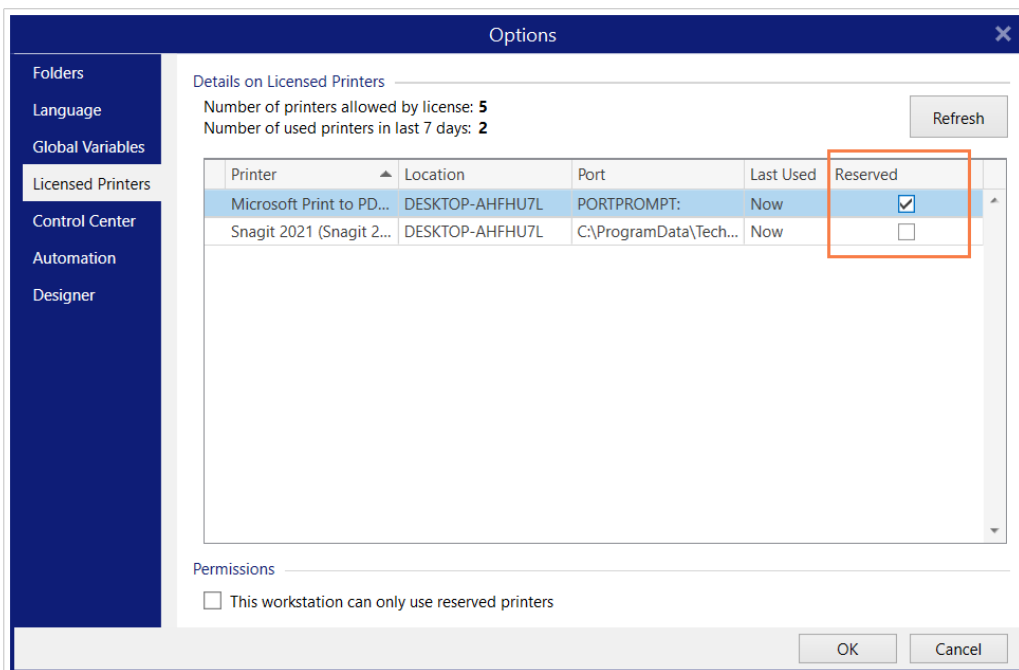 Options
Folders
Language
Global Variables
Licensed Printers
Control Center
Automation
Designer
Details on Licensed Printers
Number of printers allowed by license: 5
Number of used printers in last 7 days: 2
Refresh
Printer Location Port Last Used Reserved
Microsoft Print to PD... DESKTOP-AHFHU7L PORTPROMPT: Now
Snagit 2021 (Snagit 2... DESKTOP-AHFHU7L C:\ProgramData\Tech... Now
Permissions
This workstation can only use reserved printers
OK Cancel